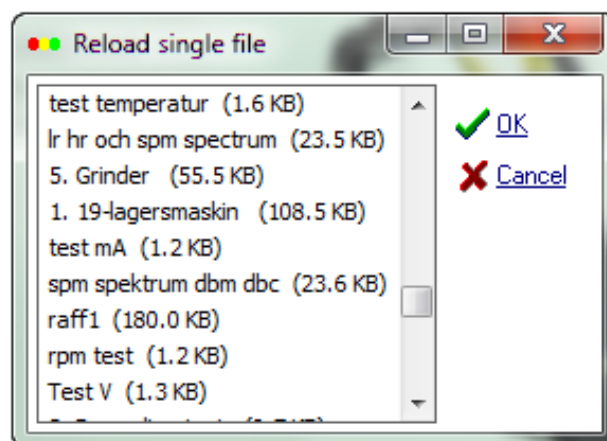 Reload single file
test temperatur (1.6 KB)
lr hr och spm spectrum (23.5 KB)
5. Grinder (55.5 KB)
1. 19-lagersmaskin (108.5 KB)
test mA (1.2 KB)
spm spektrum dbm dbc (23.6 KB)
raff1 (180.0 KB)
rpm test (1.2 KB)
Test V (1.3 KB)
OK
Cancel